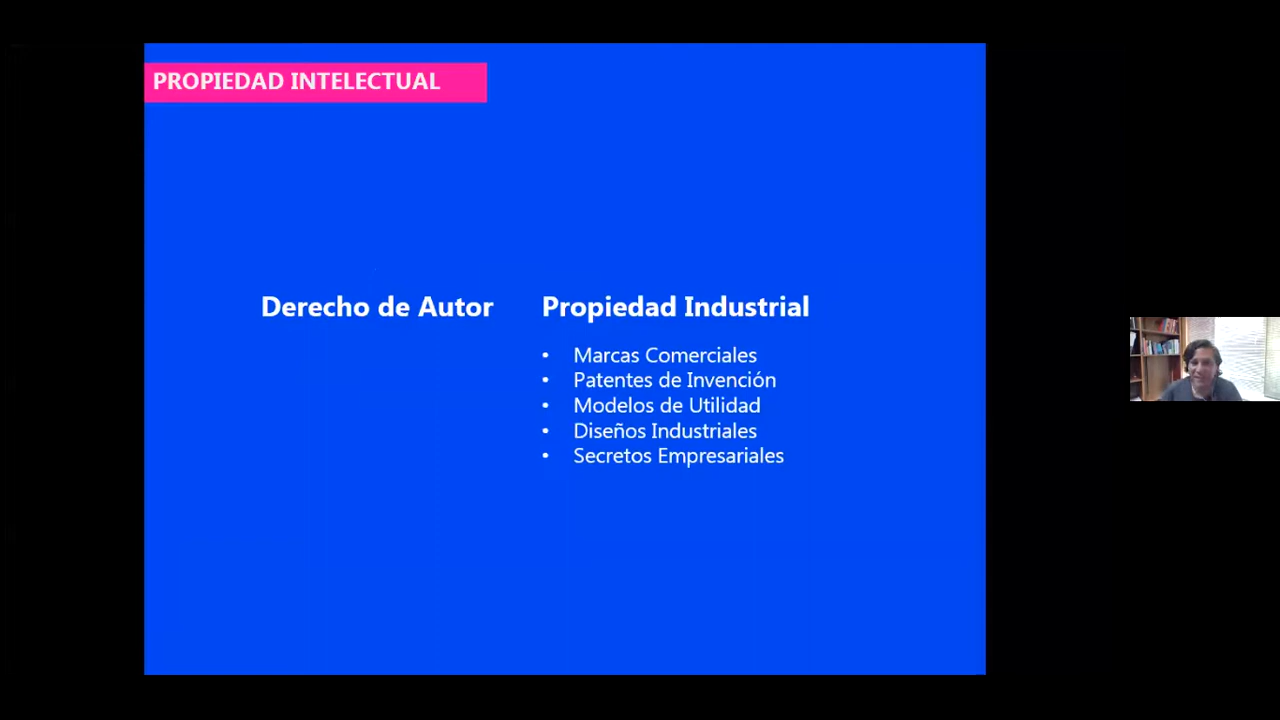 PROPIEDAD INTELECTUAL
Derecho de Autor
Propiedad Industrial
• Marcas Comerciales
• Patentes de Invención
• Modelos de Utilidad
• Diseños Industriales
• Secretos Empresariales